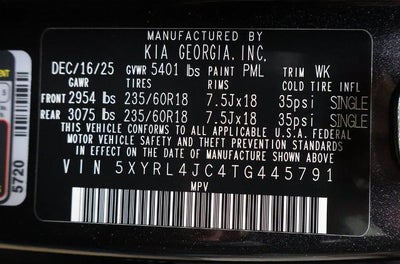 MANUFACTURED BY
KIA GEORGIA, INC.
DEC/16/25 GVWR 5401 lbs PAINT PML TRIM WK
GAWR TIRES RIMS COLD TIRE INFL
FRONT 2954 lbs 235/60R18 7.5Jx18 35psi SINGLE
REAR 3075 lbs 235/60R18 7.5Jx18 35psi SINGLE
THIS VEHICLE CONFORMS TO ALL APPLICABLE U.S.A. FEDERAL
MOTOR VEHICLE SAFETY AND THEFT PREVENTION STANDARDS
IN EFFECT ON THE DATE OF MANUFACTURE SHOWN ABOVE.
VIN 5XYRL4JC4TG445791
MPV
5720